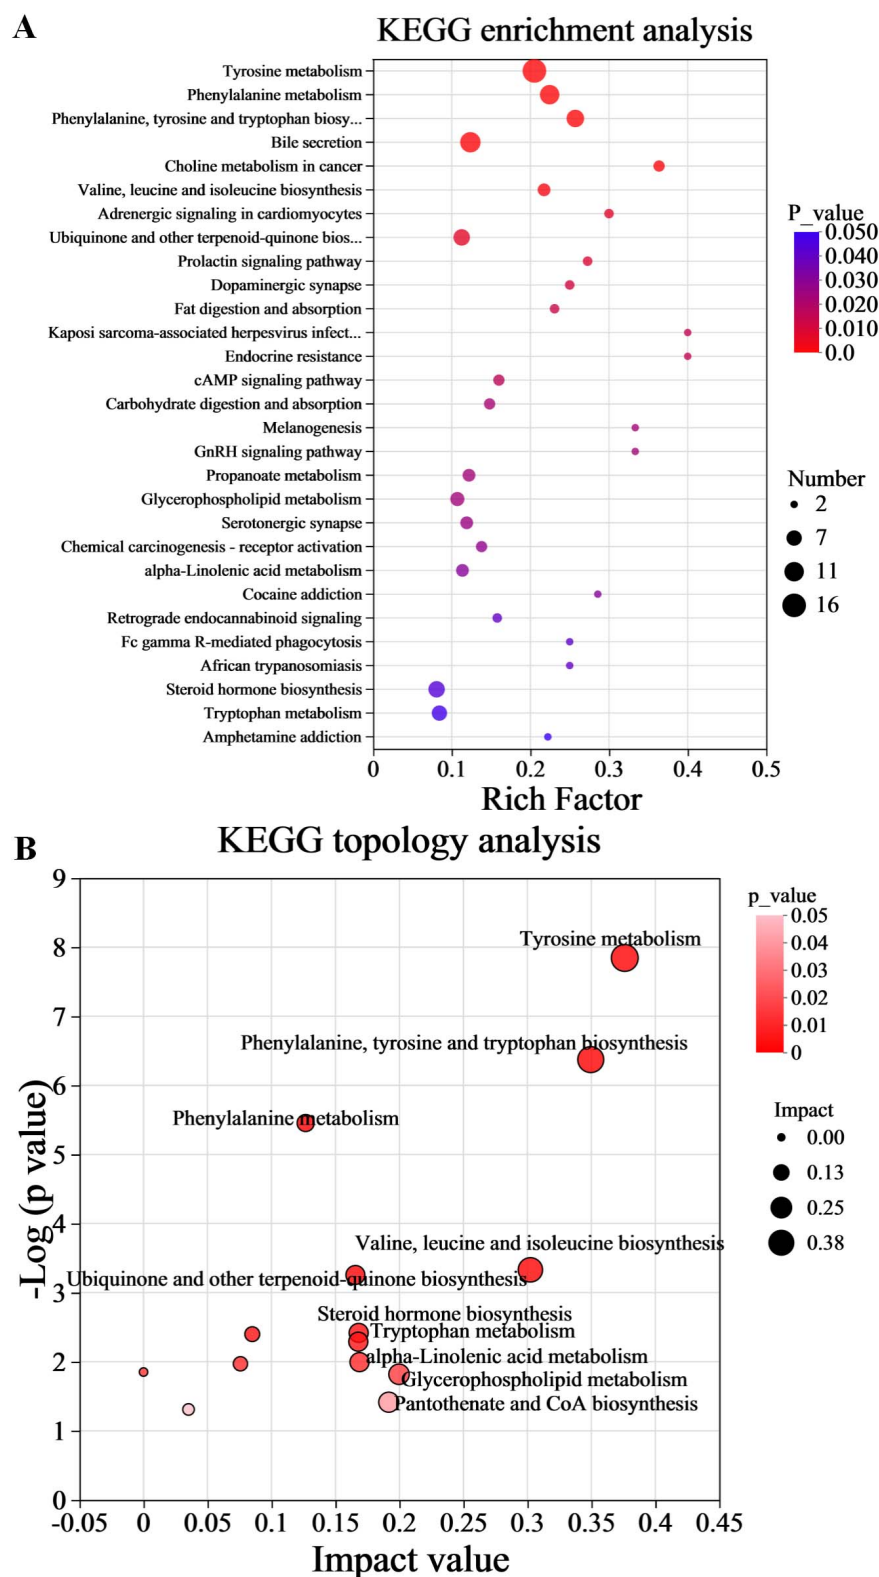 A
KEGG enrichment analysis
Tyrosine metabolism
Phenylalanine metabolism
Phenylalanine, tyrosine and tryptophan biosy...
Bile secretion
Choline metabolism in cancer
Valine, leucine and isoleucine biosynthesis
Adrenergic signaling in cardiomyocytes
Ubiquinone and other terpenoid-quinone bios...
Prolactin signaling pathway
Dopaminergic synapse
Fat digestion and absorption
Kaposi sarcoma-associated herpesvirus infect...
Endocrine resistance
cAMP signaling pathway
Carbohydrate digestion and absorption
Melanogenesis
GnRH signaling pathway
Propanoate metabolism
Glycerophospholipid metabolism
Serotonergic synapse
Chemical carcinogenesis - receptor activation
alpha-Linolenic acid metabolism
Cocaine addiction
Retrograde endocannabinoid signaling
Fc gamma R-mediated phagocytosis
African trypanosomiasis
Steroid hormone biosynthesis
Tryptophan metabolism
Amphetamine addiction
0 0.1 0.2 0.3 0.4 0.5
Rich Factor
P_value
0.050
0.040
0.030
0.020
0.010
0.0
Number
2
7
11
16
B
KEGG topology analysis
-Log (p value)
9
8
7
6
5
4
3
2
1
0
Tyrosine metabolism
Phenylalanine, tyrosine and tryptophan biosynthesis
Phenylalanine metabolism
Valine, leucine and isoleucine biosynthesis
Ubiquinone and other terpenoid-quinone biosynthesis
Steroid hormone biosynthesis
Tryptophan metabolism
alpha-Linolenic acid metabolism
Glycerophospholipid metabolism
Pantothenate and CoA biosynthesis
-0.05 0 0.05 0.1 0.15 0.2 0.25 0.3 0.35 0.4 0.45
Impact value
p_value
0.05
0.04
0.03
0.02
0.01
0
Impact
0.00
0.13
0.25
0.38